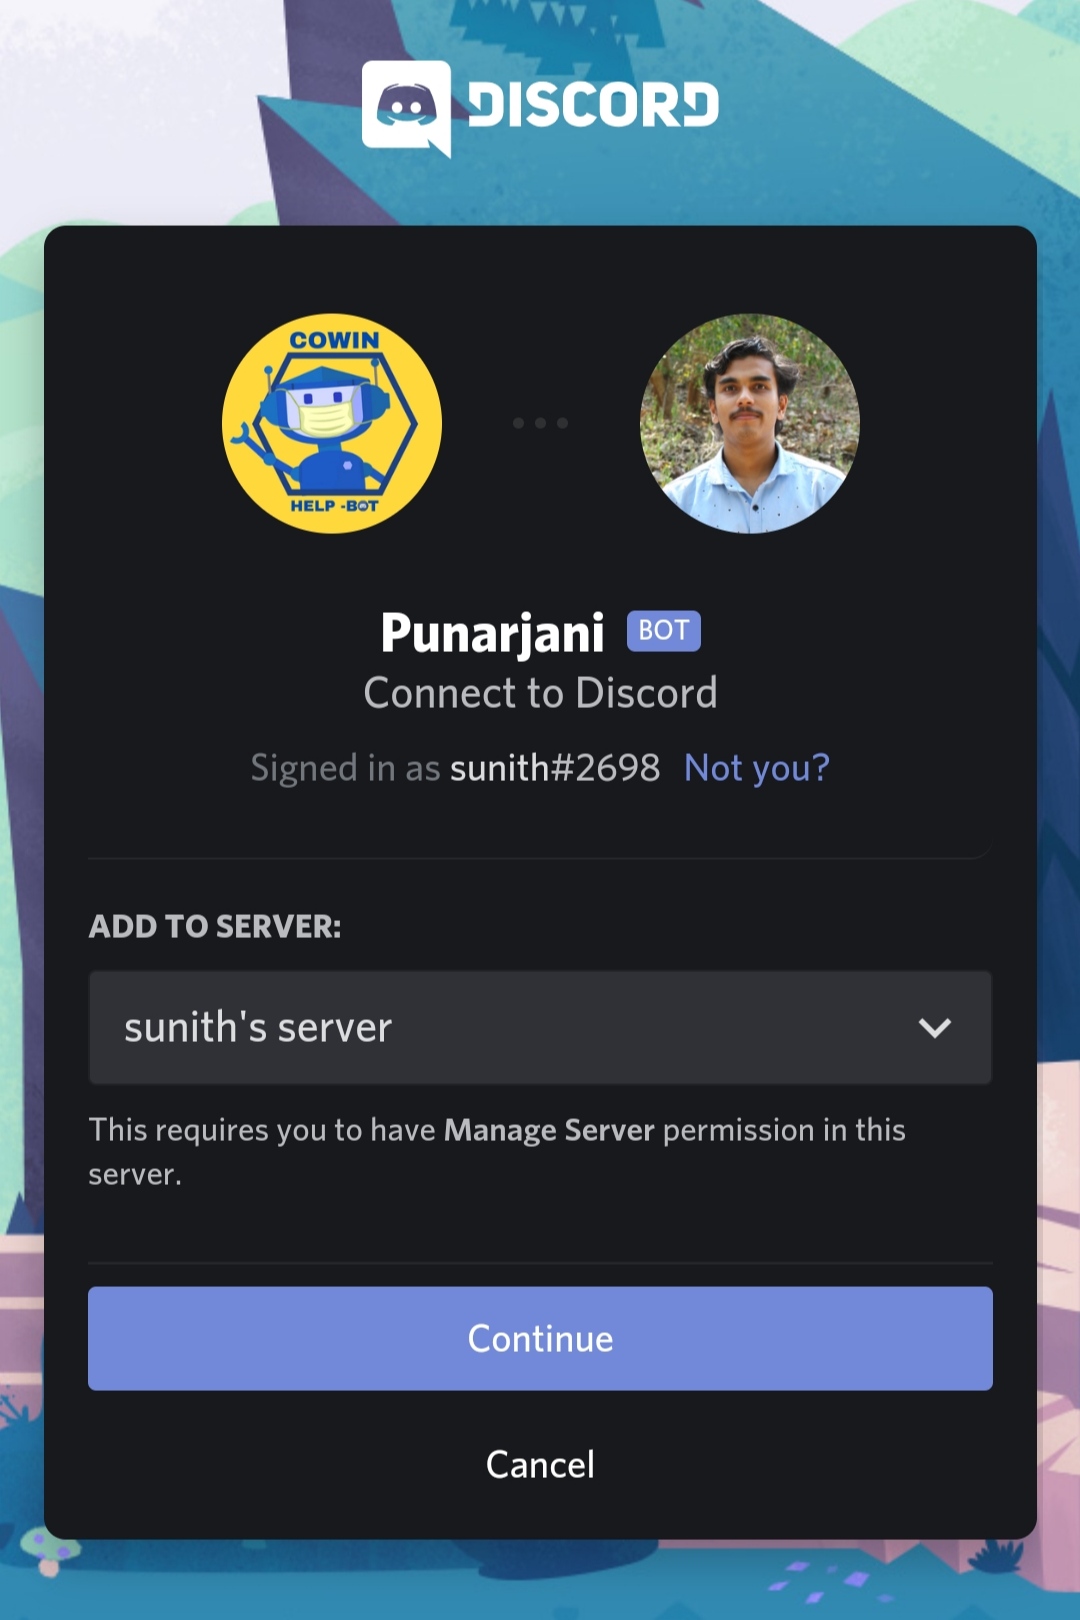 DISCORD
COWIN
HELP -BOT
Punarjani BOT
Connect to Discord
Signed in as sunith#2698 Not you?
ADD TO SERVER:
sunith's server
This requires you to have Manage Server permission in this
server.
Continue
Cancel